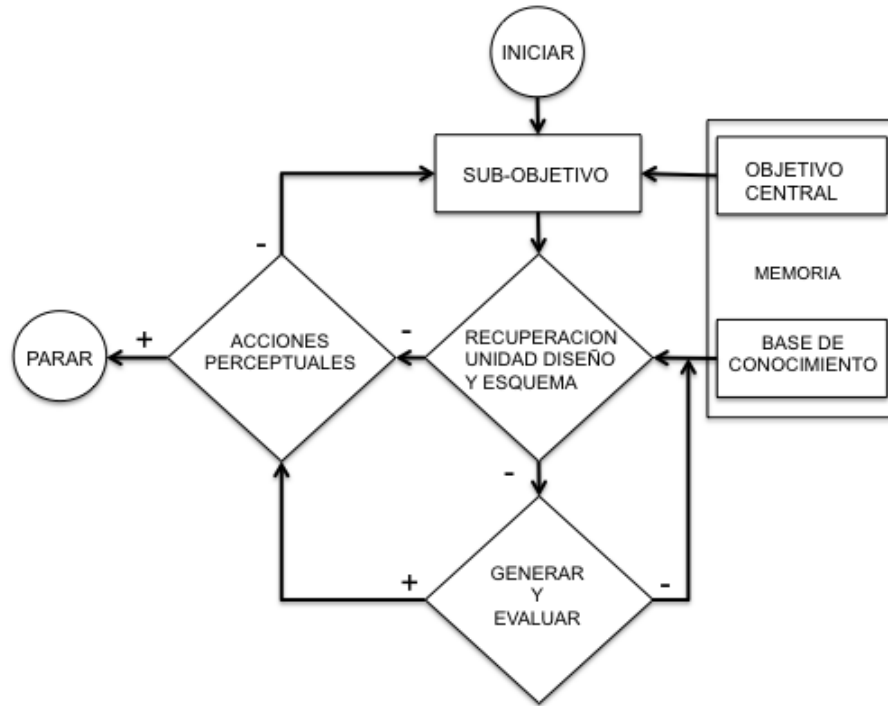 INICIAR
SUB-OBJETIVO
OBJETIVO
CENTRAL
MEMORIA
-
ACCIONES
PERCEPTUALES
-
RECUPERACION
UNIDAD DISEÑO
Y ESQUEMA
BASE DE
CONOCIMIENTO
PARAR
+
-
GENERAR
Y
EVALUAR
+
-